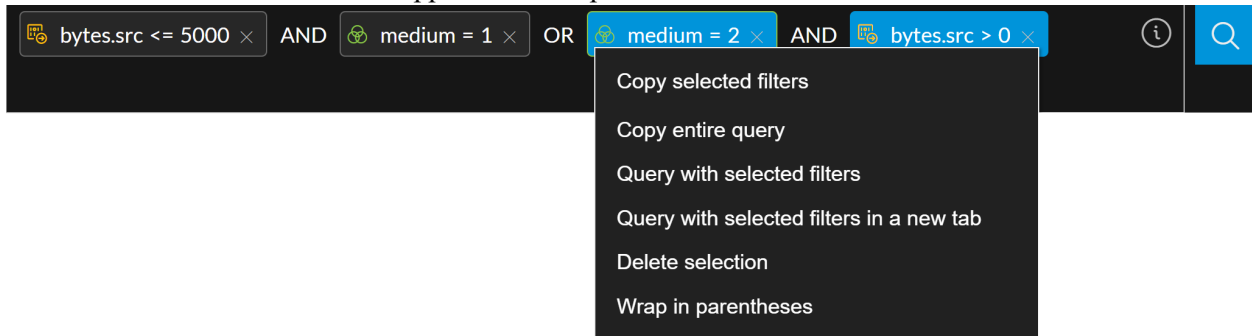 bytes.src <= 5000 × AND medium = 1 × OR medium = 2 × AND bytes.src > 0 ×
Copy selected filters
Copy entire query
Query with selected filters
Query with selected filters in a new tab
Delete selection
Wrap in parentheses